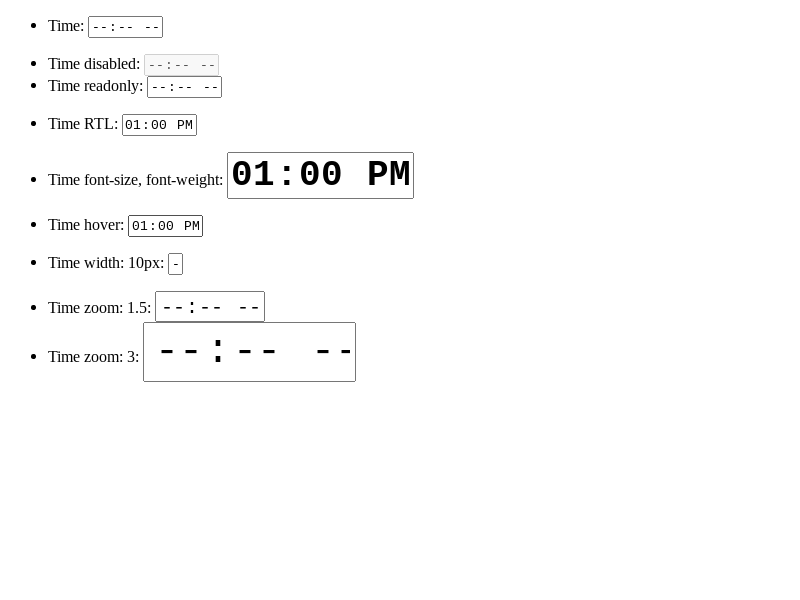 Time: --:-- --
Time disabled: --:-- --
Time readonly: --:-- --
Time RTL: 01:00 PM
Time font-size, font-weight: 01:00 PM
Time hover: 01:00 PM
Time width: 10px: -
Time zoom: 1.5: --:-- --
Time zoom: 3: --:-- --